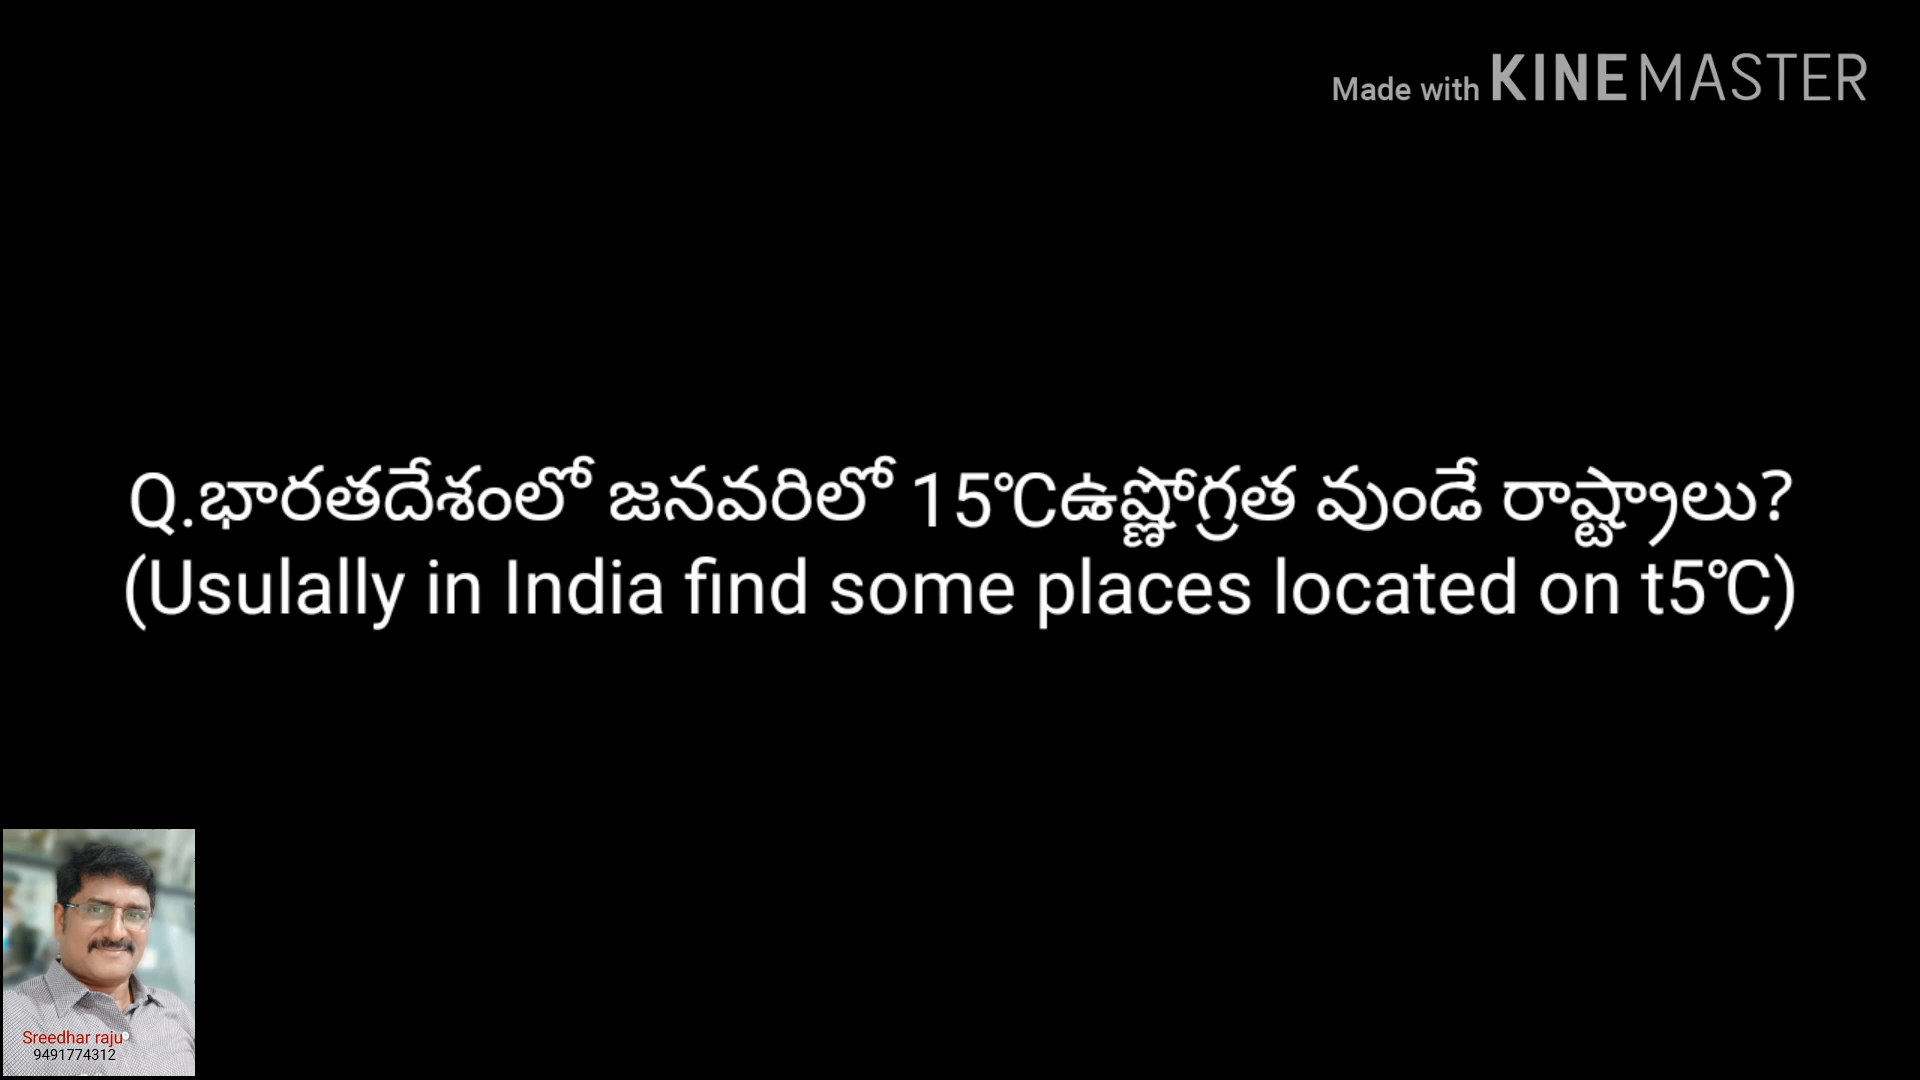 Made with KINEMASTER
Q.భారతదేశంలో జనవరిలో 15℃ఉష్ణోగ్రత వుండే రాష్ట్రాలు?
(Usulally in India find some places located on t5℃)
Sreedhar raju
9491774312